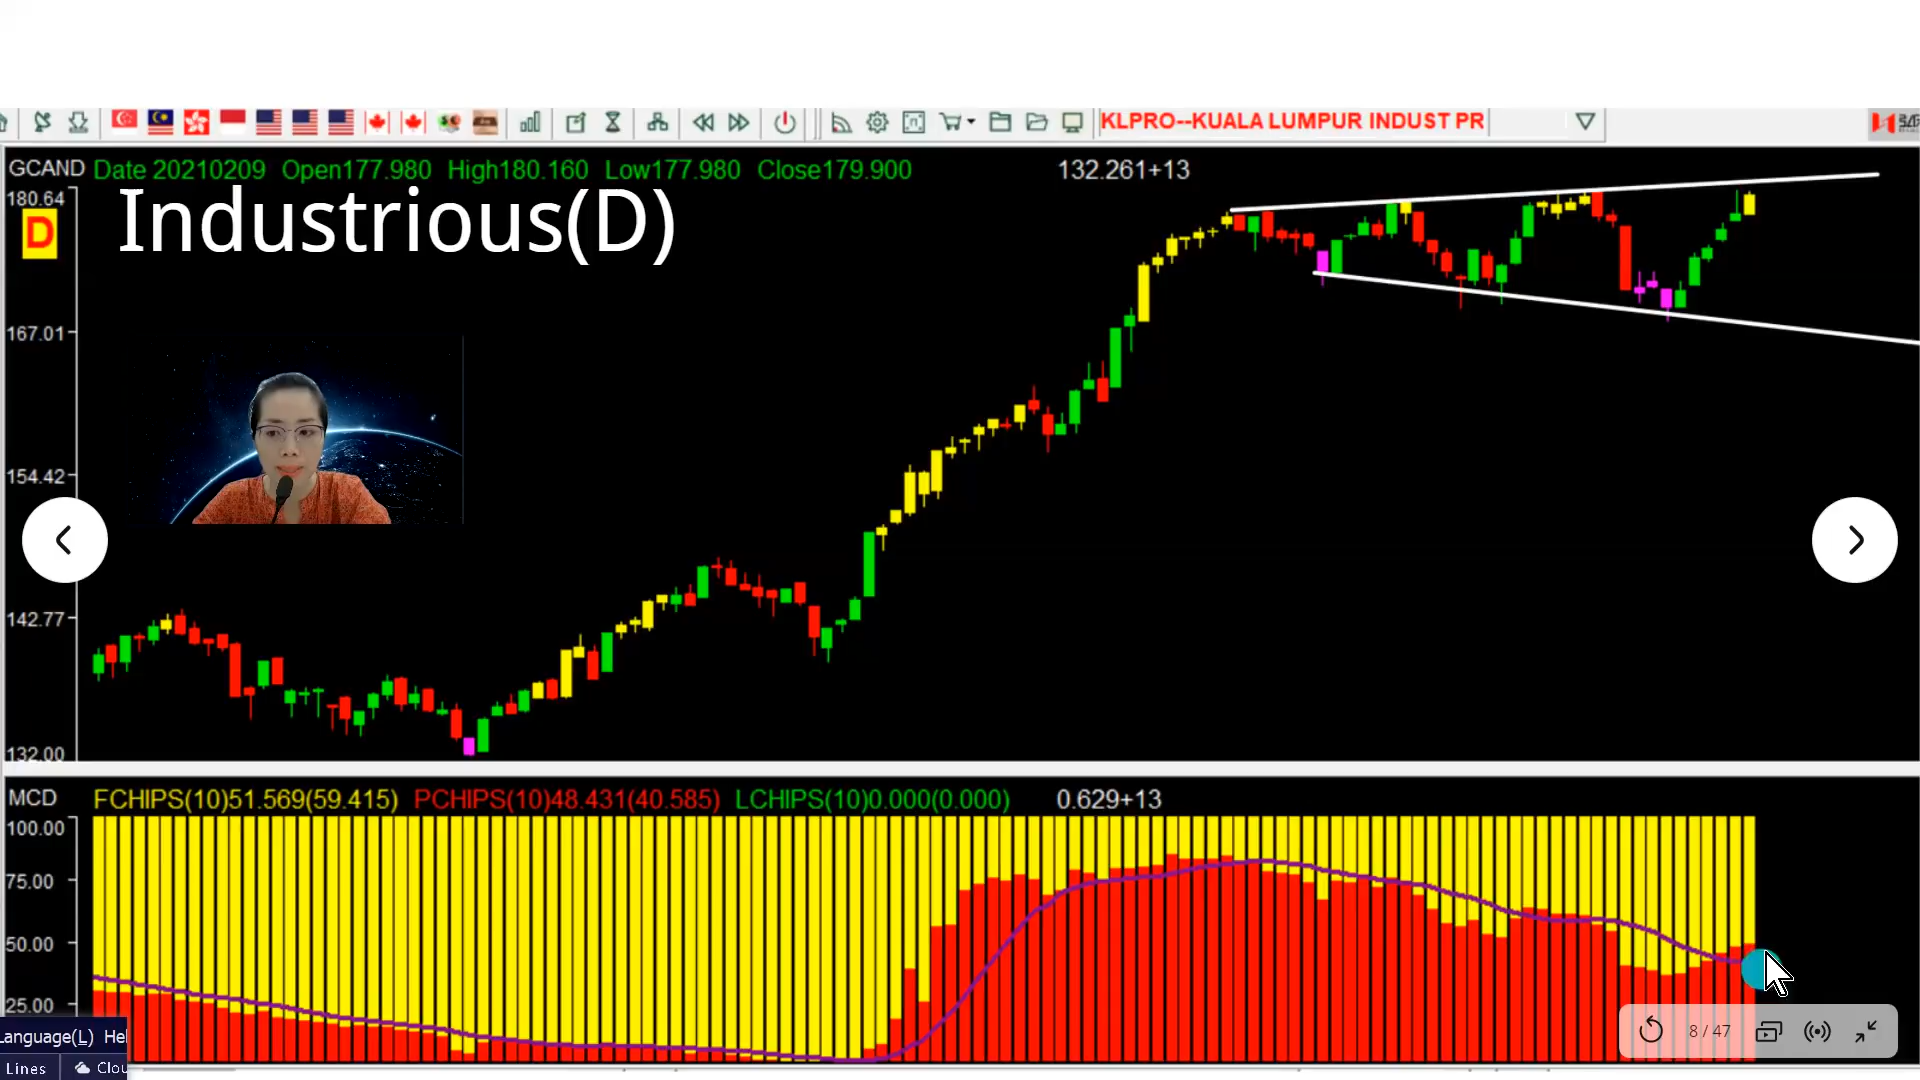 KLPRO--KUALA LUMPUR INDUST PR
GCAND Date 20210209 Open177.980 High180.160 Low177.980 Close179.900 132.261+13
180.64
D
Industrious(D)
167.01
154.42
142.77
132.00
MCD FCHIPS(10)51.569(59.415) PCHIPS(10)48.431(40.585) LCHIPS(10)0.000(0.000) 0.629+13
100.00
75.00
50.00
25.00
Language(L) Hel
8 / 47
Lines Clou